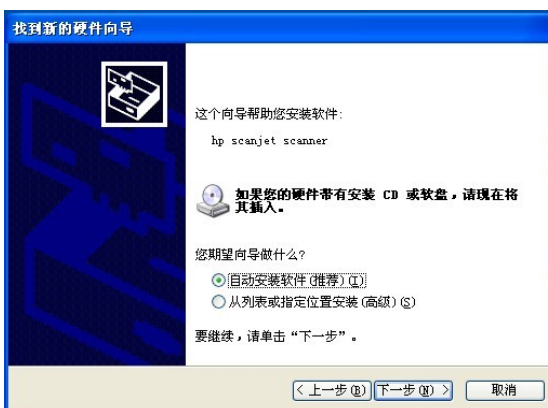 找到新的硬件向导
这个向导帮助您安装软件:
hp scanjet scanner
如果您的硬件带有安装 CD 或软盘，请现在将
其插入。
您期望向导做什么?
自动安装软件(推荐)(I)
从列表或指定位置安装(高级)(S)
要继续，请单击“下一步”。
<上一步(B) 下一步(N)> 取消